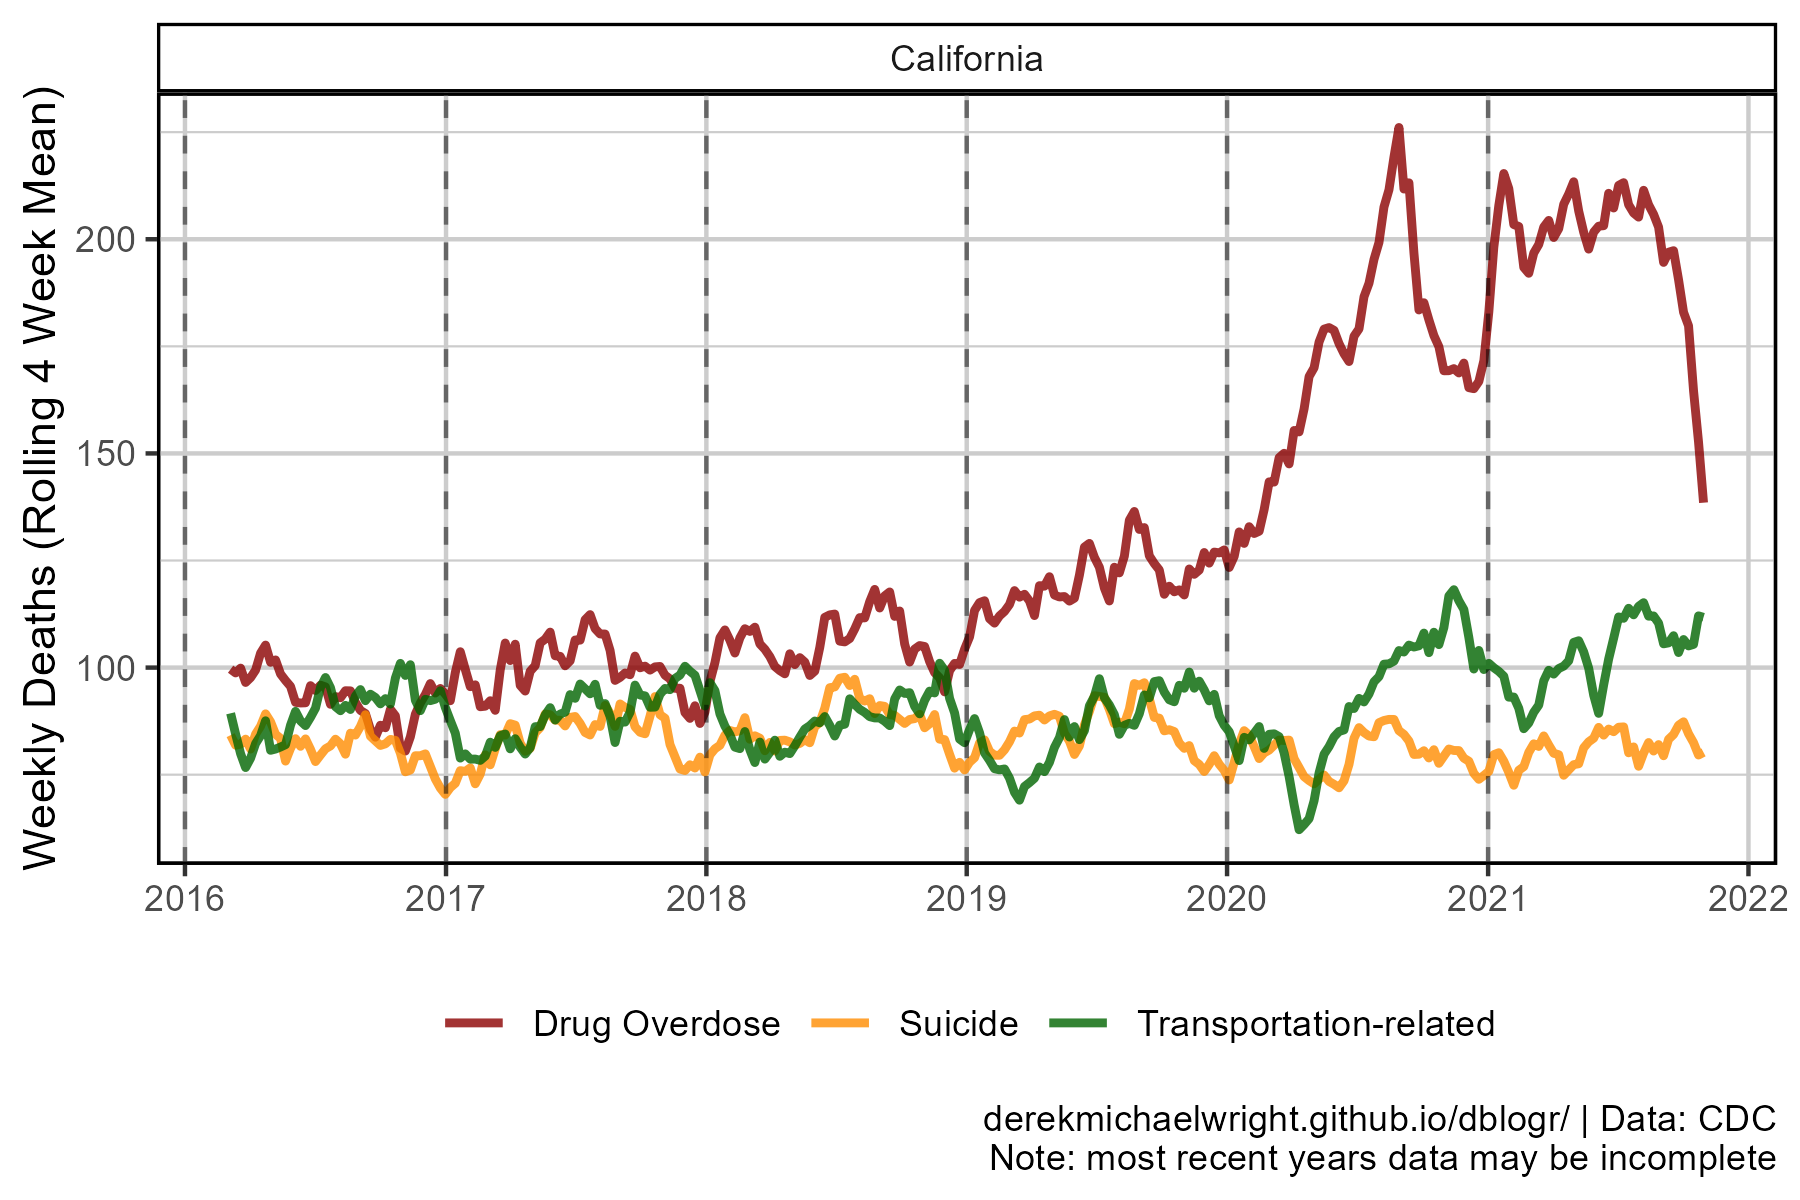 California
Weekly Deaths (Rolling 4 Week Mean)
200
150
100
2016 2017 2018 2019 2020 2021 2022
Drug Overdose Suicide Transportation-related
derekmichaelwright.github.io/dblogr/ | Data: CDC
Note: most recent years data may be incomplete